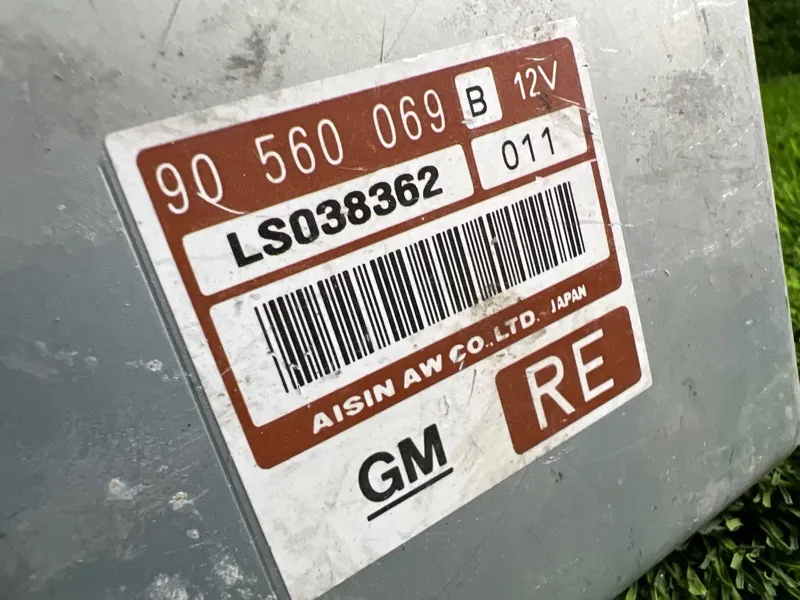 90 560 069 B 12V
LS038362 011
AISIN AW CO.,LTD. JAPAN
GM RE